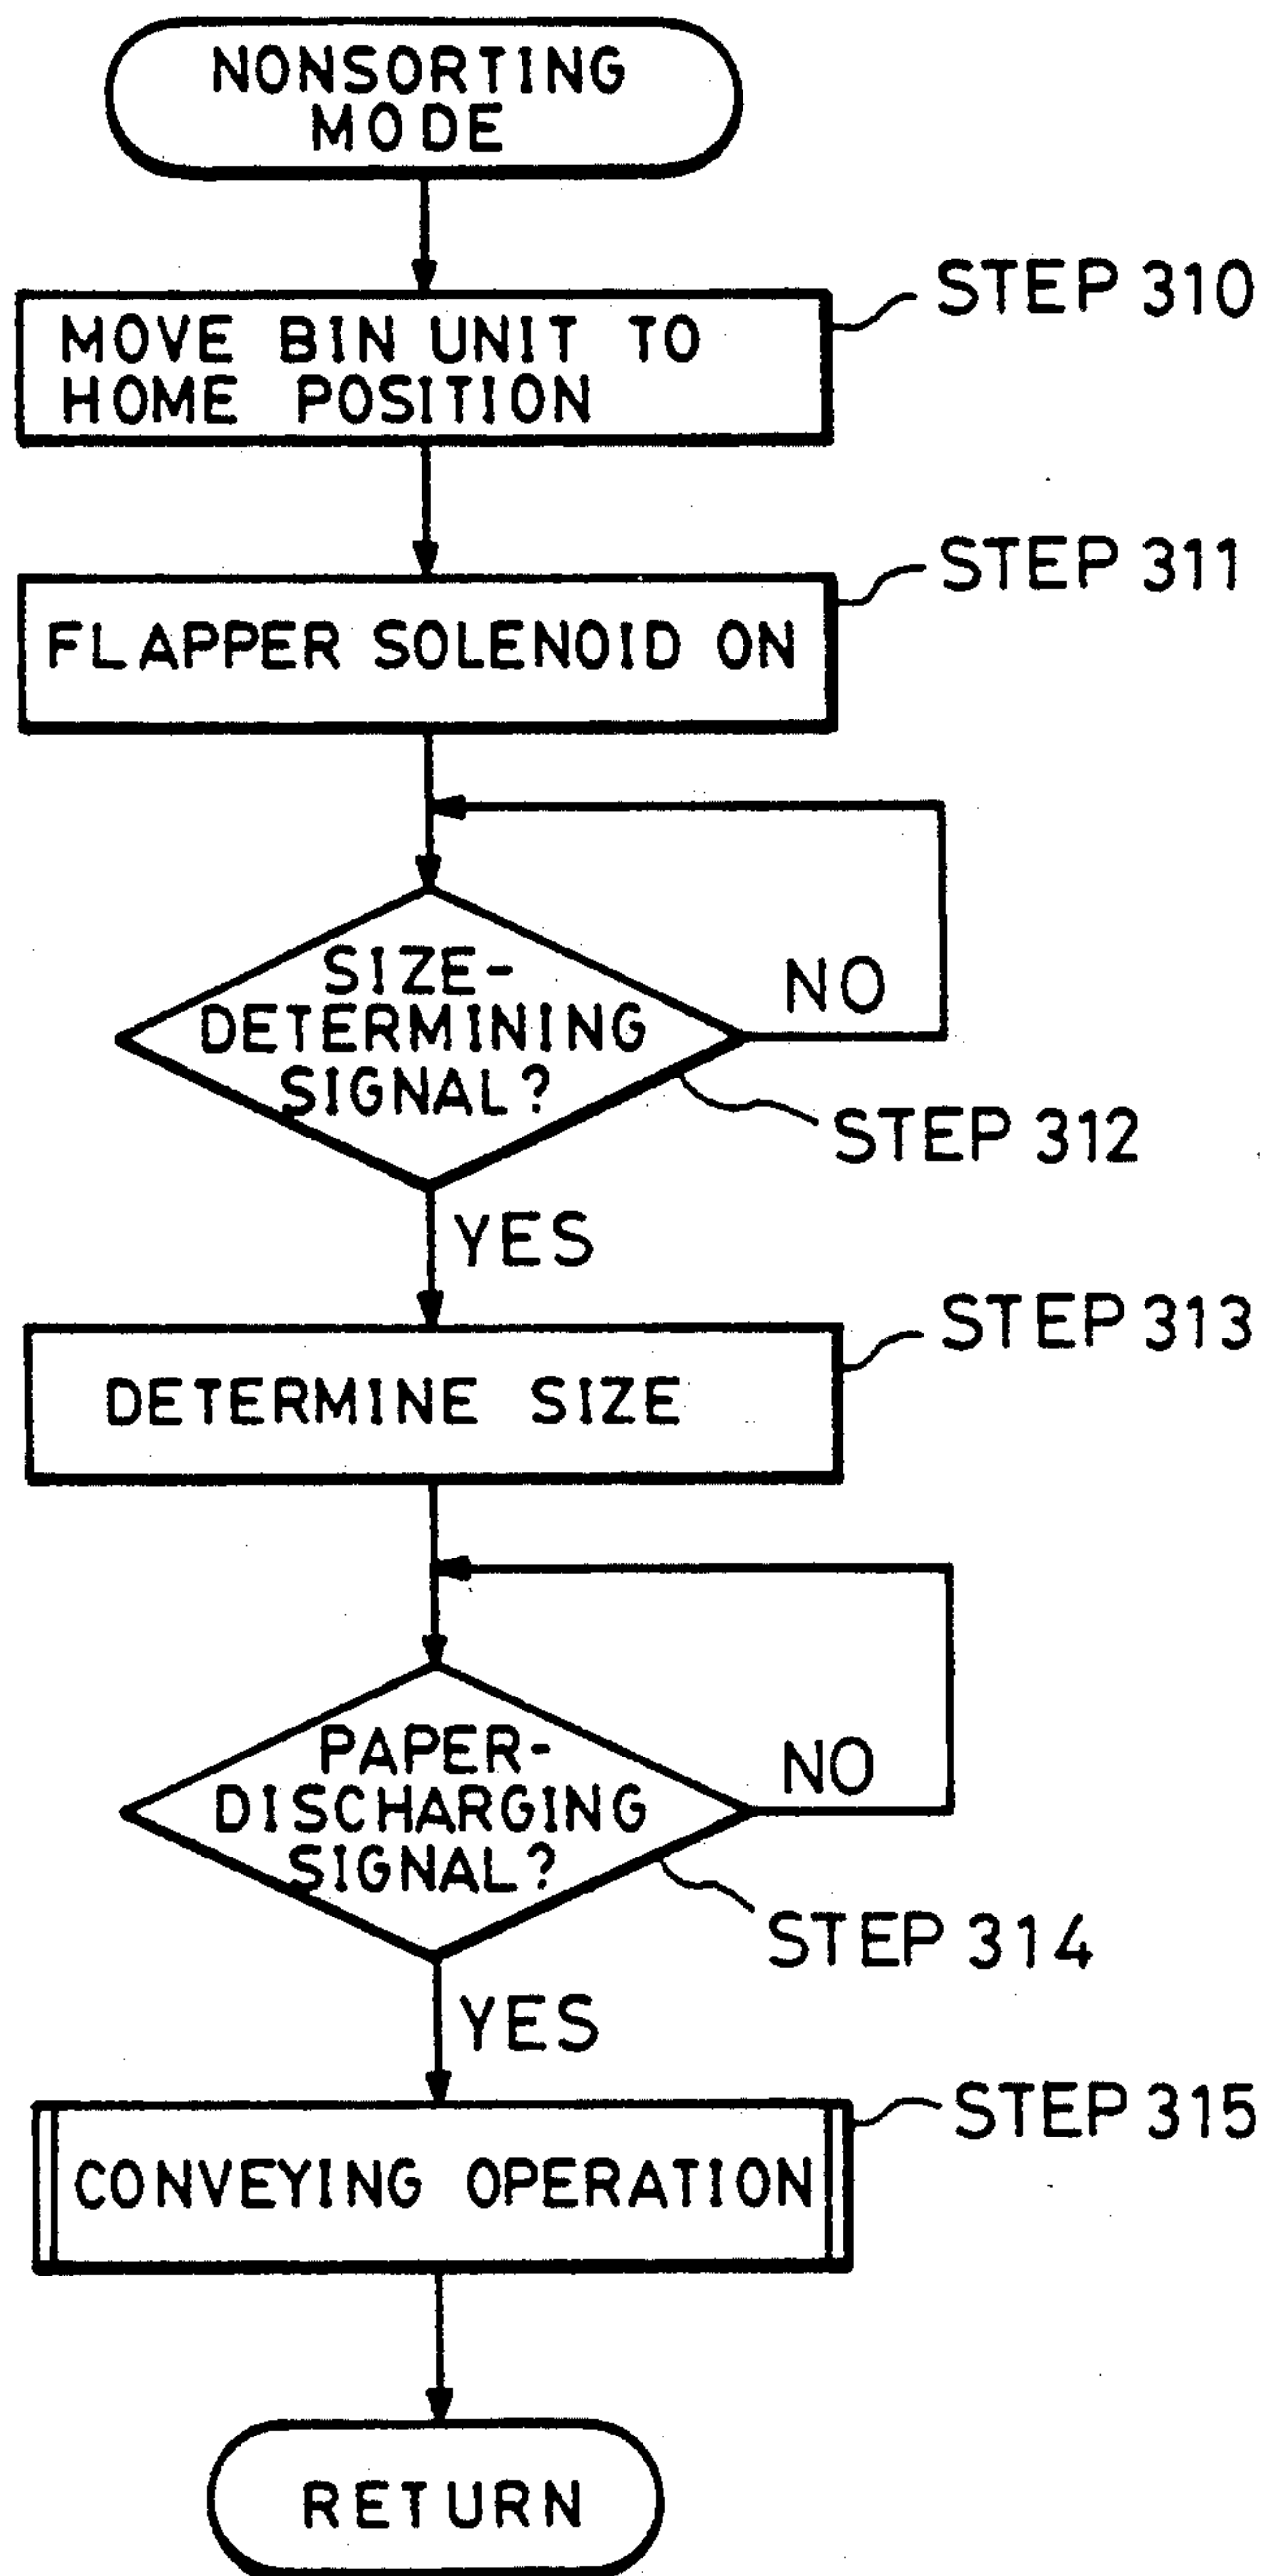 NONSORTING
MODE
STEP 310
MOVE BIN UNIT TO
HOME POSITION
STEP 311
FLAPPER SOLENOID ON
SIZE-
DETERMINING
SIGNAL?
NO
STEP 312
YES
STEP 313
DETERMINE SIZE
PAPER-
DISCHARGING
SIGNAL?
NO
STEP 314
YES
STEP 315
CONVEYING OPERATION
RETURN